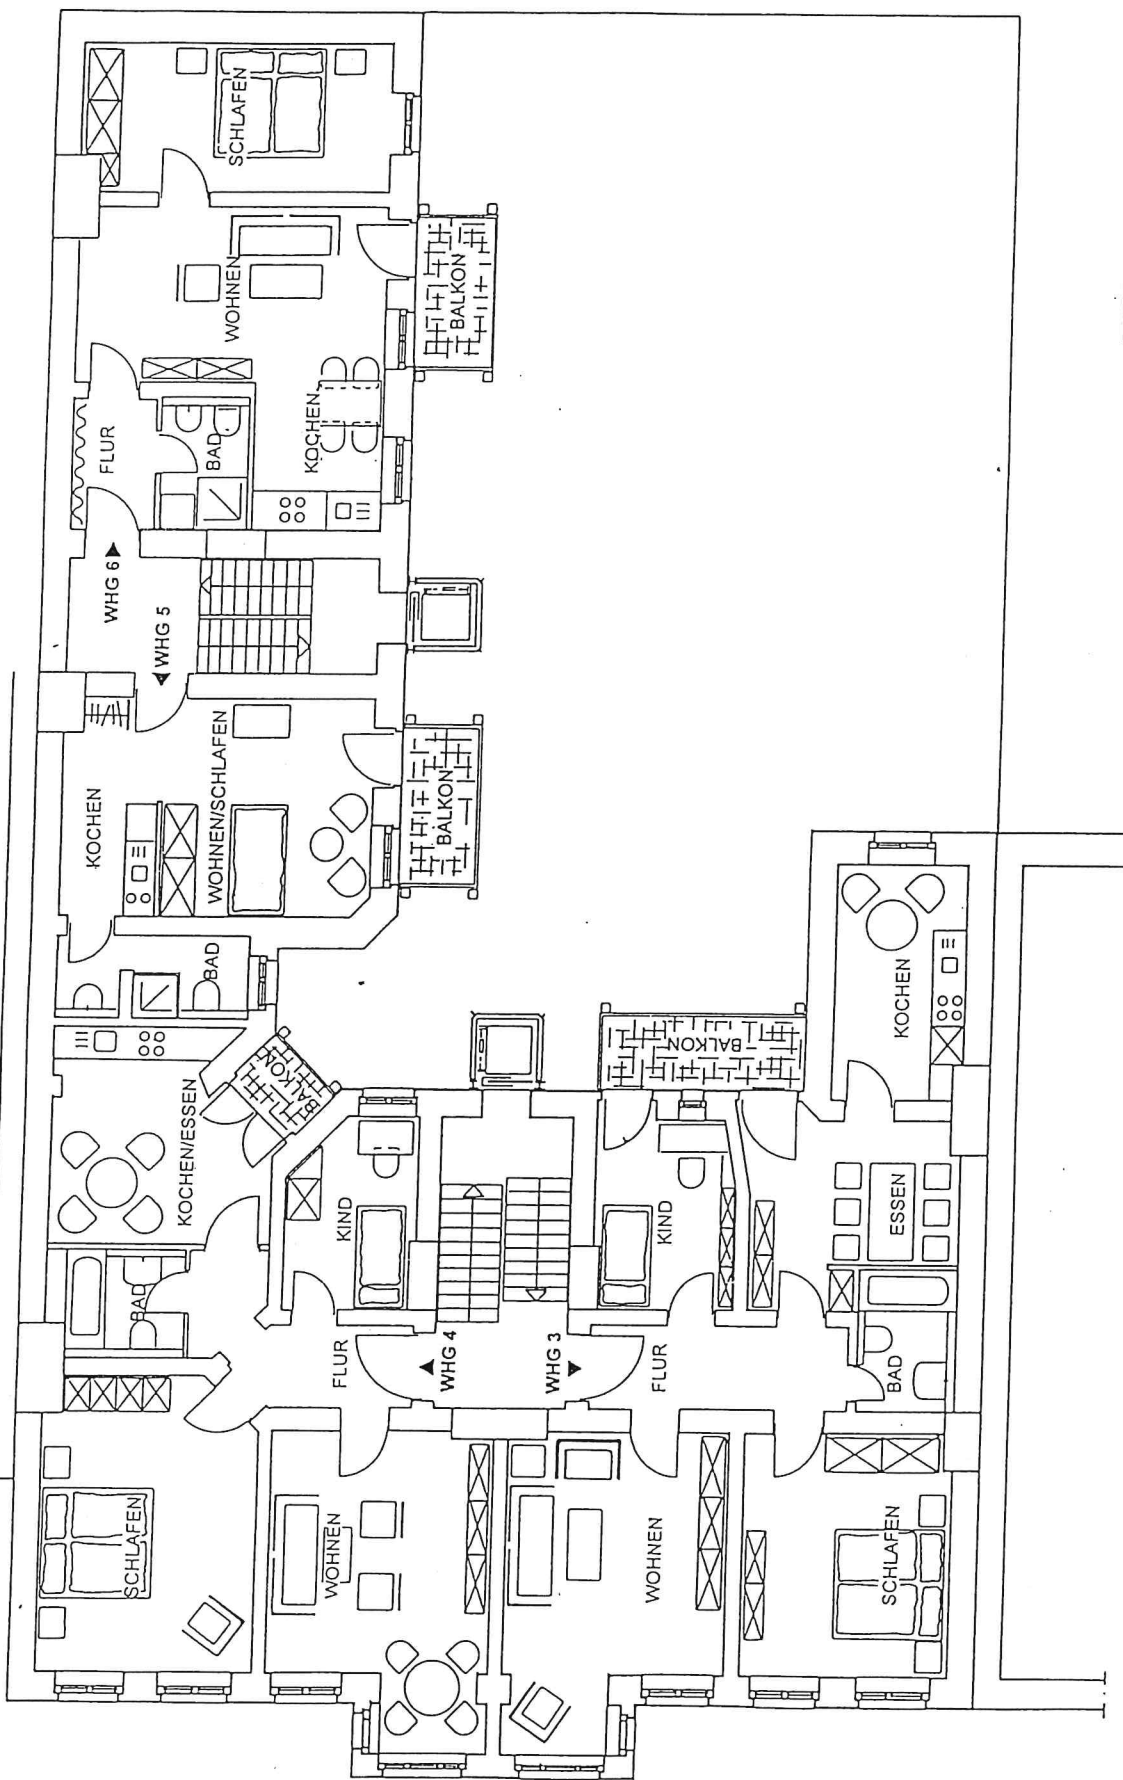 SCHLAFEN
WOHNEN
BALKON
FLUR
BAD
KOCHEN
WHG 6
WHG 5
KOCHEN
WOHNEN/SCHLAFEN
BALKON
BAD
KOCHEN/ESSEN
BALKON
BAD
KIND
FLUR
WHG 4
SCHLAFEN
WOHNEN
WHG 3
FLUR
KIND
BALKON
KOCHEN
ESSEN
BAD
WOHNEN
SCHLAFEN